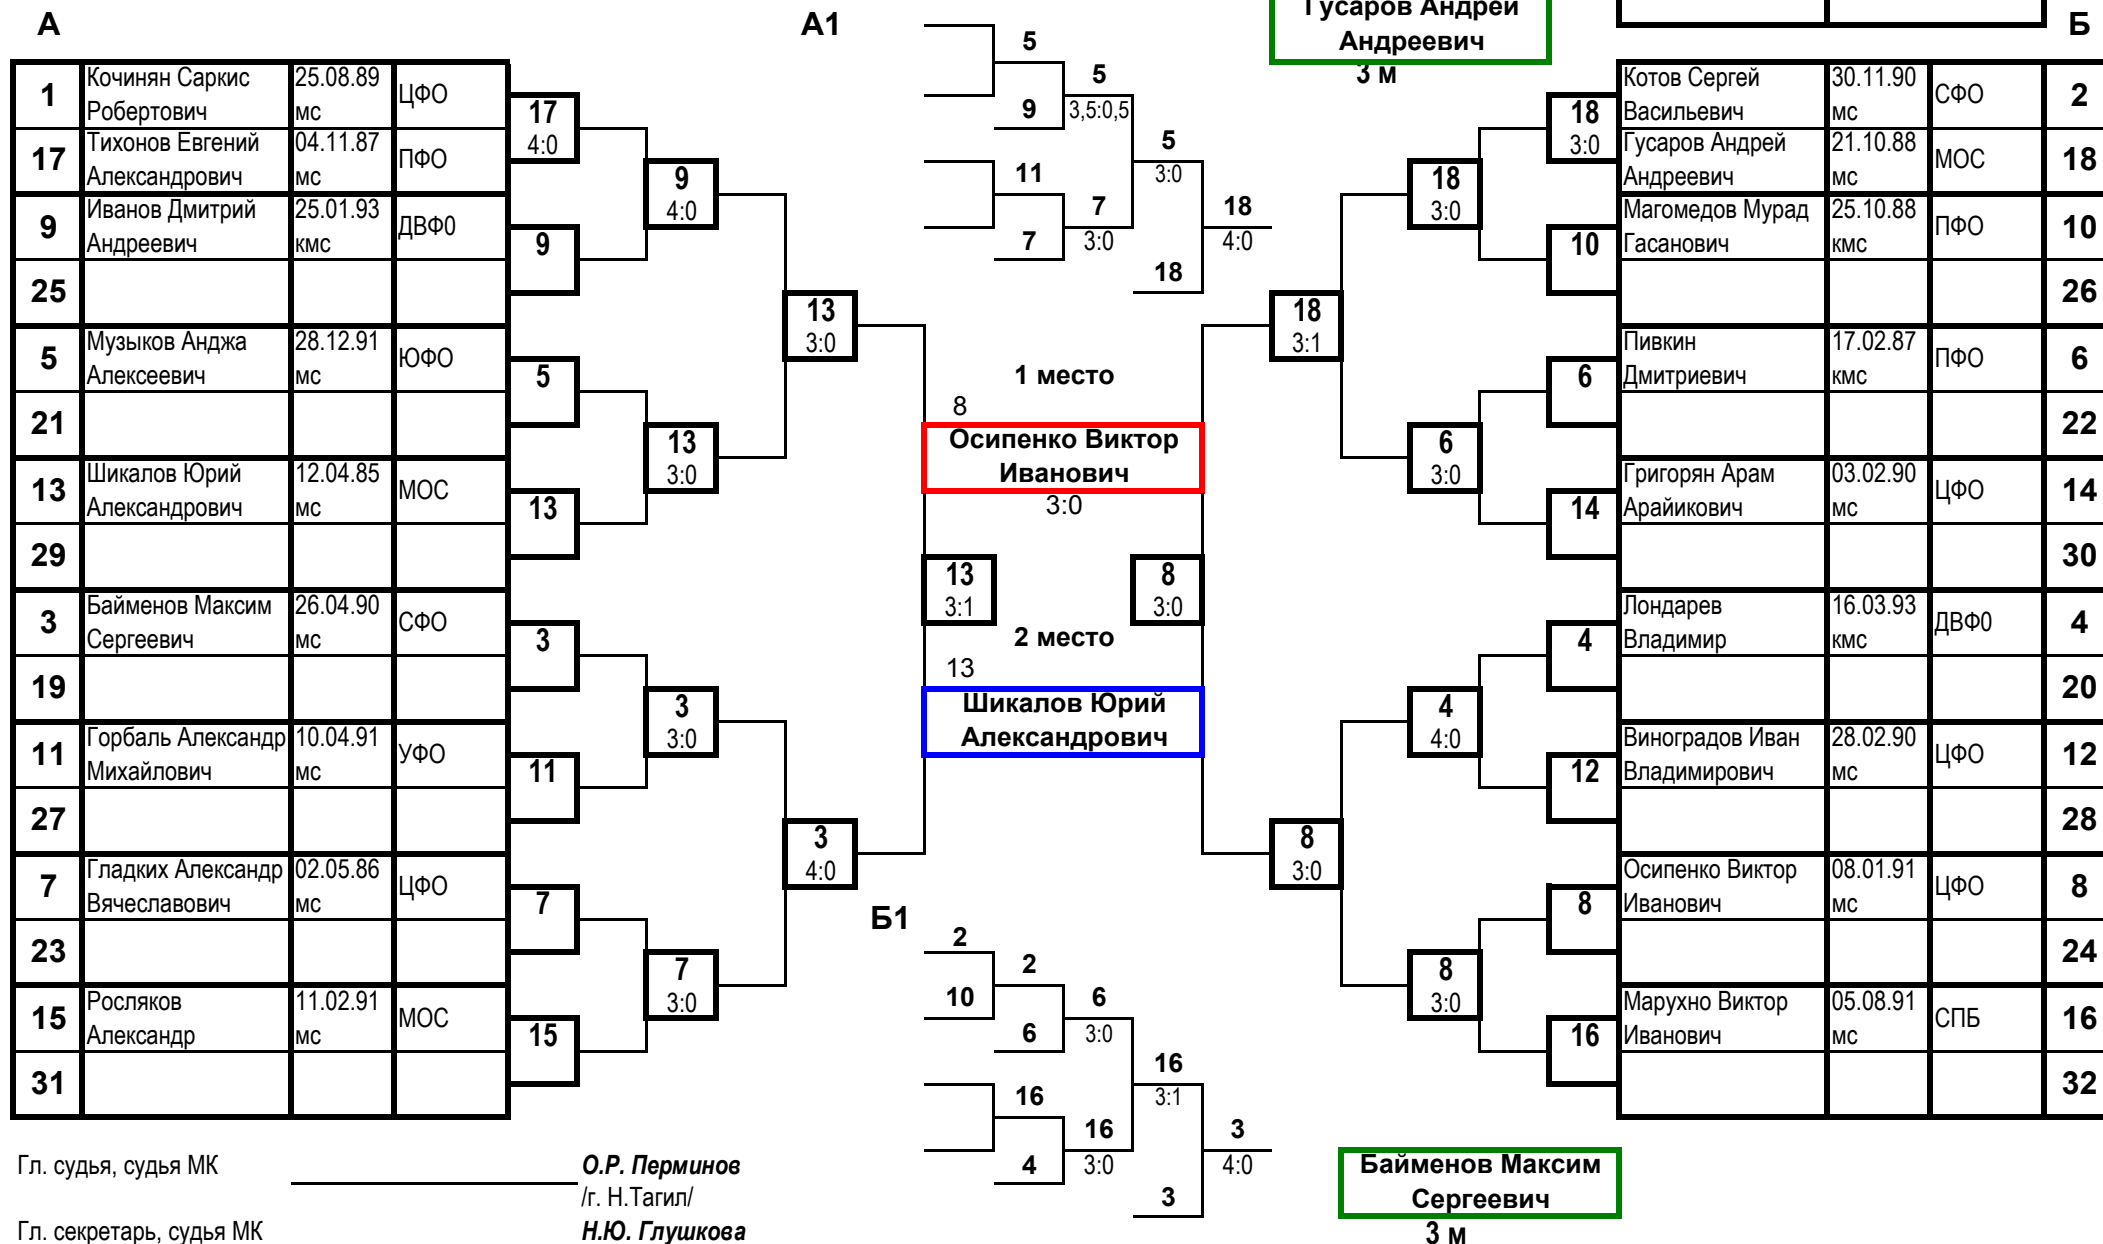 Гусаров Андрей
Андреевич
3 м
А
А1
Б
1
Кочинян Саркис
Робертович
25.08.89
мс
ЦФО
17
Тихонов Евгений
Александрович
04.11.87
мс
ПФО
9
Иванов Дмитрий
Андреевич
25.01.93
кмс
ДВФ0
25
5
Музыков Анджа
Алексеевич
28.12.91
мс
ЮФО
21
13
Шикалов Юрий
Александрович
12.04.85
мс
МОС
29
3
Байменов Максим
Сергеевич
26.04.90
мс
СФО
19
11
Горбаль Александр
Михайлович
10.04.91
мс
УФО
27
7
Гладких Александр
Вячеславович
02.05.86
мс
ЦФО
23
15
Росляков
Александр
11.02.91
мс
МОС
31
17
4:0
9
5
13
3
11
7
15
9
4:0
13
3:0
3
3:0
7
3:0
13
3:0
3
4:0
5
9
5
3,5:0,5
11
7
7
3:0
5
3:0
18
18
4:0
1 место
8
Осипенко Виктор
Иванович
3:0
13
3:1
8
3:0
2 место
13
Шикалов Юрий
Александрович
Б1
2
10
2
6
6
3:0
16
4
16
3:0
16
3:1
3
3
4:0
18
3:1
8
3:0
18
3:0
6
3:0
4
4:0
8
3:0
18
3:0
10
6
14
4
12
8
16
Котов Сергей
Васильевич
30.11.90
мс
СФО
2
Гусаров Андрей
Андреевич
21.10.88
мс
МОС
18
Магомедов Мурад
Гасанович
25.10.88
кмс
ПФО
10
26
Пивкин
Дмитриевич
17.02.87
кмс
ПФО
6
22
Григорян Арам
Арайикович
03.02.90
мс
ЦФО
14
30
Лондарев
Владимир
16.03.93
кмс
ДВФ0
4
20
Виноградов Иван
Владимирович
28.02.90
мс
ЦФО
12
28
Осипенко Виктор
Иванович
08.01.91
мс
ЦФО
8
24
Марухно Виктор
Иванович
05.08.91
мс
СПБ
16
32
Байменов Максим
Сергеевич
3 м
Гл. судья, судья МК
О.Р. Перминов
/г. Н.Тагил/
Гл. секретарь, судья МК
Н.Ю. Глушкова